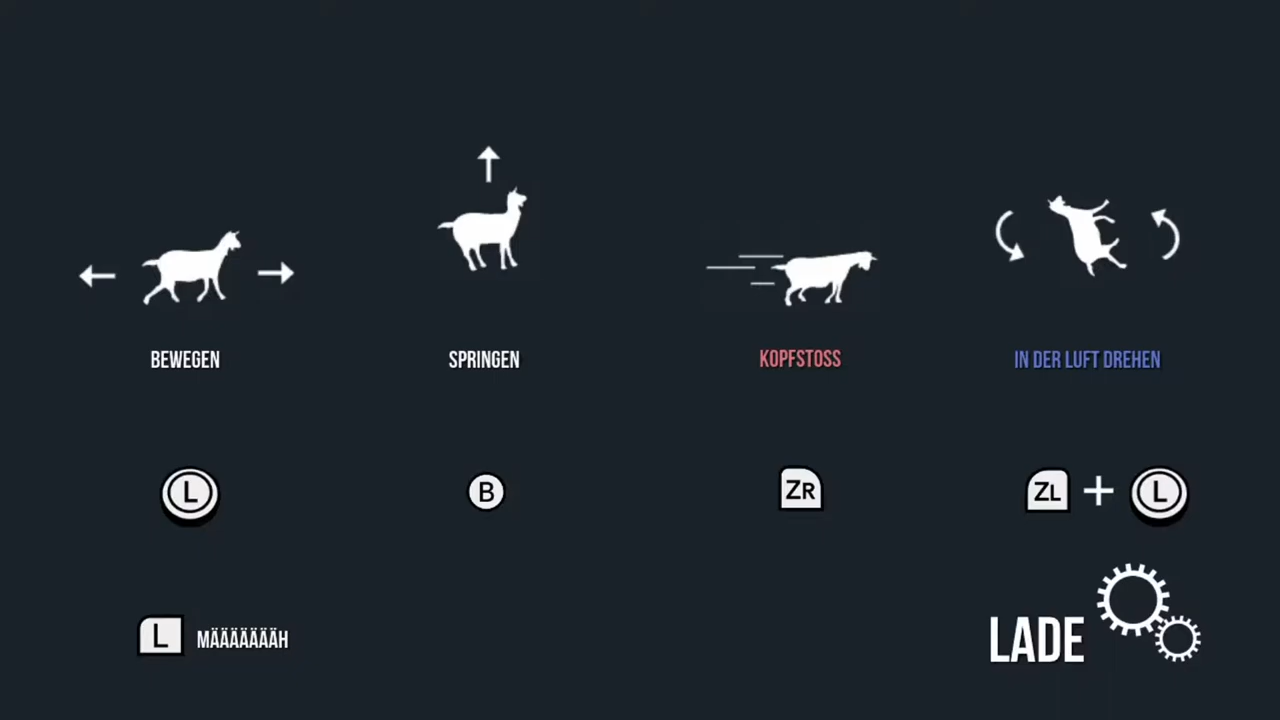 BEWEGEN
SPRINGEN
KOPFSTOSS
IN DER LUFT DREHEN
L
B
ZR
ZL + L
L MÄÄÄÄÄÄÄH
LADE